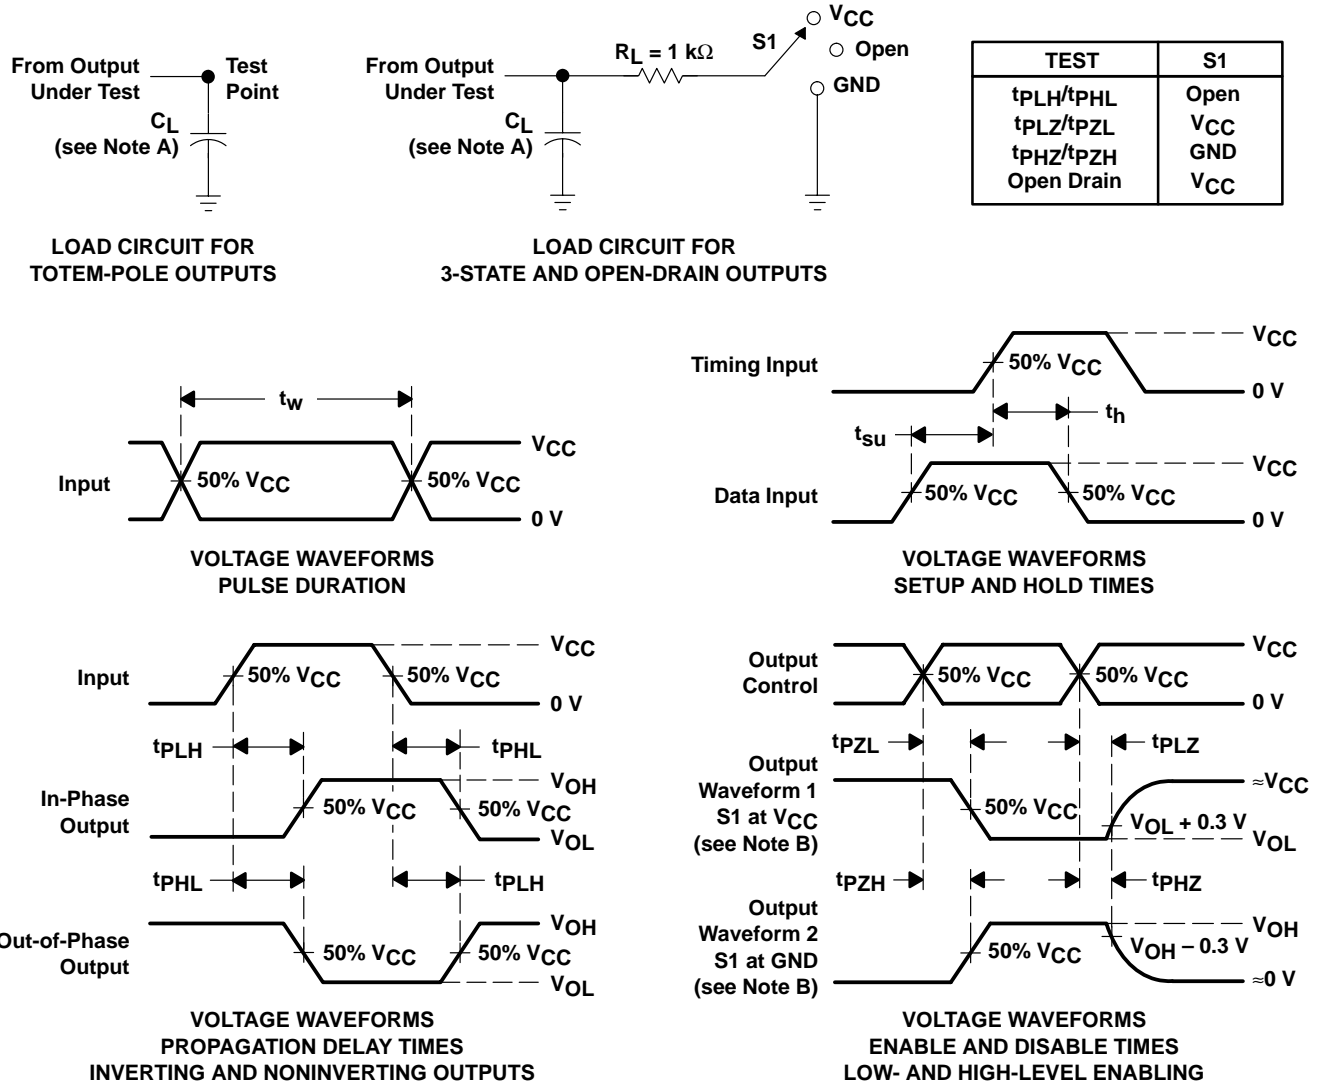 From Output
Under Test
Test
Point
CL
(see Note A)
LOAD CIRCUIT FOR
TOTEM-POLE OUTPUTS
From Output
Under Test
RL = 1 kΩ
S1
VCC
Open
GND
CL
(see Note A)
LOAD CIRCUIT FOR
3-STATE AND OPEN-DRAIN OUTPUTS
TEST S1
tPLH/tPHL Open
tPLZ/tPZL VCC
tPHZ/tPZH GND
Open Drain VCC
tw
Input
50% VCC
50% VCC
VCC
0 V
VOLTAGE WAVEFORMS
PULSE DURATION
Timing Input
50% VCC
VCC
0 V
tsu
th
Data Input
50% VCC
50% VCC
VCC
0 V
VOLTAGE WAVEFORMS
SETUP AND HOLD TIMES
Input
50% VCC
50% VCC
VCC
0 V
tPLH
tPHL
In-Phase
Output
50% VCC
50% VCC
VOH
VOL
tPHL
tPLH
Out-of-Phase
Output
50% VCC
50% VCC
VOH
VOL
VOLTAGE WAVEFORMS
PROPAGATION DELAY TIMES
INVERTING AND NONINVERTING OUTPUTS
Output
Control
50% VCC
50% VCC
VCC
0 V
tPZL
tPLZ
Output
Waveform 1
S1 at VCC
(see Note B)
50% VCC
VOL + 0.3 V
≈VCC
VOL
tPZH
tPHZ
Output
Waveform 2
S1 at GND
(see Note B)
50% VCC
VOH − 0.3 V
VOH
≈0 V
VOLTAGE WAVEFORMS
ENABLE AND DISABLE TIMES
LOW- AND HIGH-LEVEL ENABLING